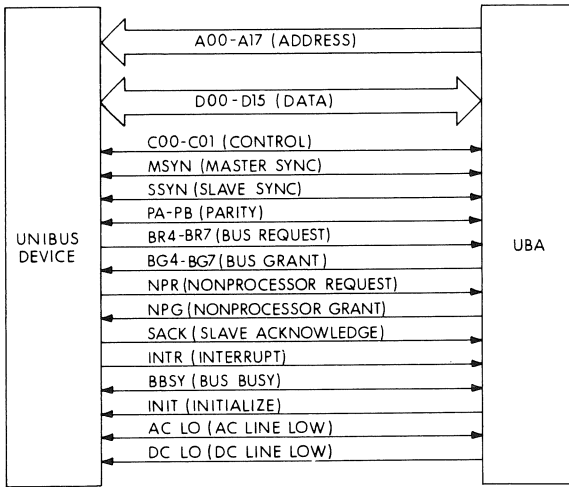 A00-A17 (ADDRESS)
D00-D15 (DATA)
C00-C01 (CONTROL)
MSYN (MASTER SYNC)
SSYN (SLAVE SYNC)
PA-PB (PARITY)
BR4-BR7 (BUS REQUEST)
BG4-BG7 (BUS GRANT)
NPR (NONPROCESSOR REQUEST)
NPG (NONPROCESSOR GRANT)
SACK (SLAVE ACKNOWLEDGE)
INTR (INTERRUPT)
BBSY (BUS BUSY)
INIT (INITIALIZE)
AC LO (AC LINE LOW)
DC LO (DC LINE LOW)
UNIBUS
DEVICE
UBA